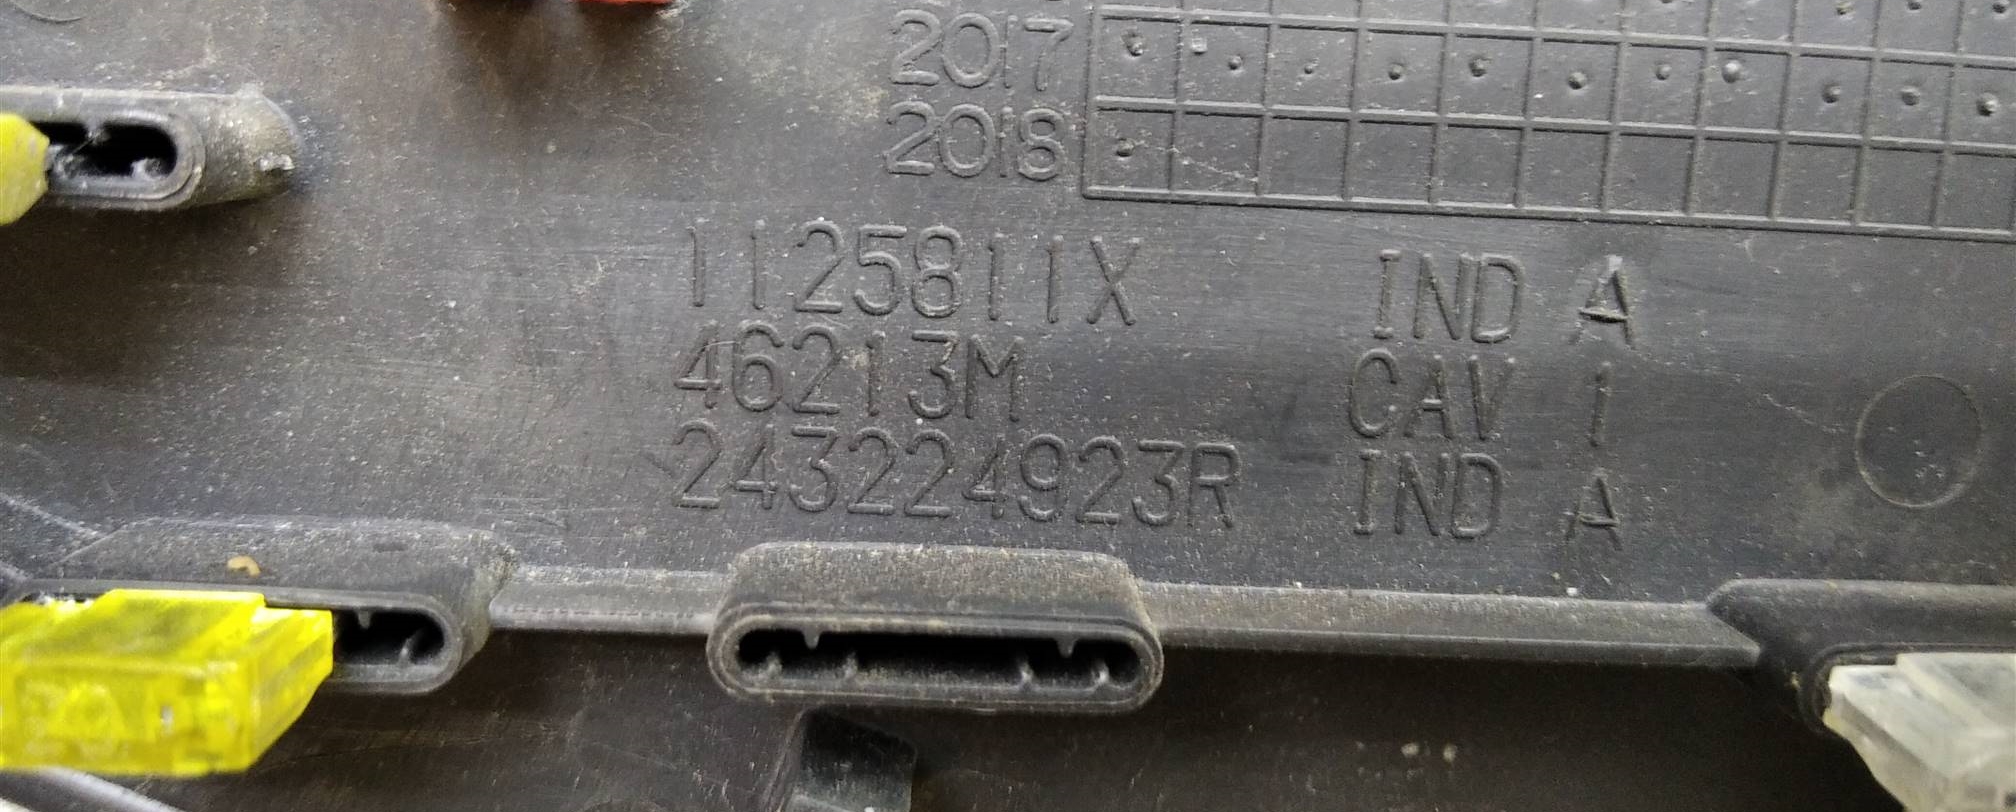 2017
2018
1125811X IND A
46213M CAV 1
243224923R IND A